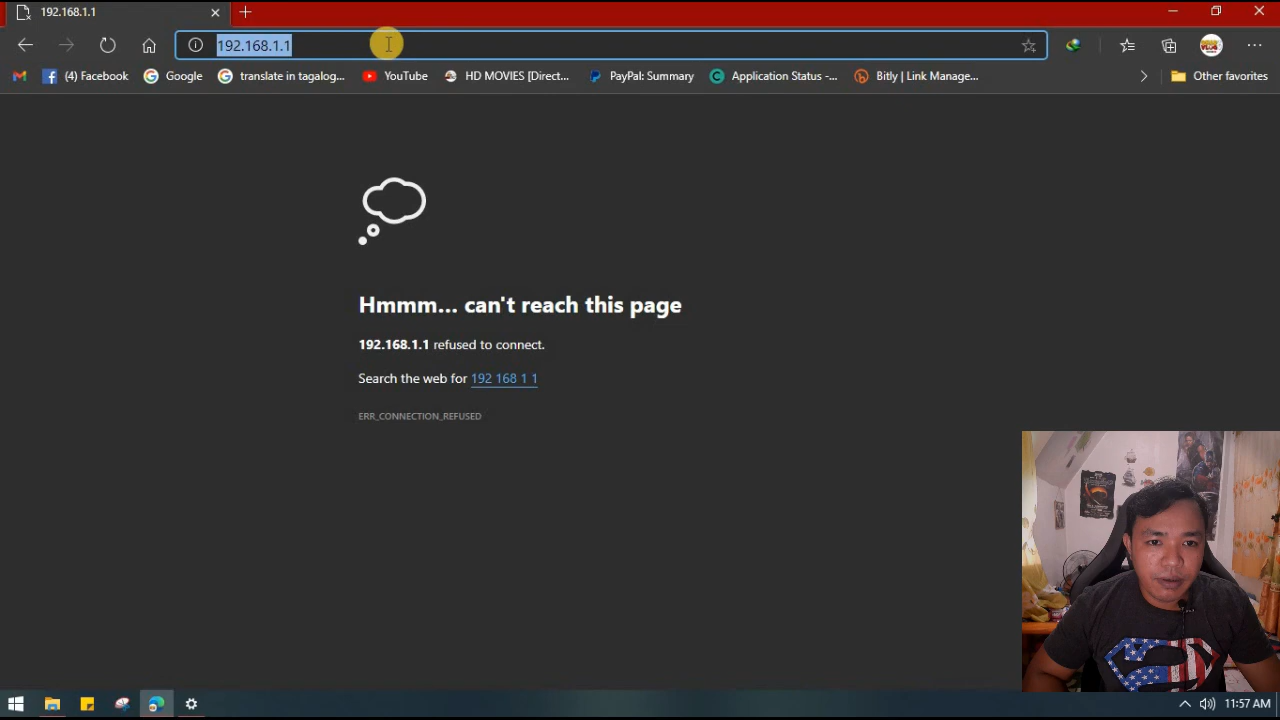 192.168.1.1
192.168.1.1
(4) Facebook
Google
translate in tagalog...
YouTube
HD MOVIES [Direct...
PayPal: Summary
Application Status -...
Bitly | Link Manage...
Other favorites
Hmmm... can't reach this page
192.168.1.1 refused to connect.
Search the web for 192 168 1 1
ERR_CONNECTION_REFUSED
11:57 AM